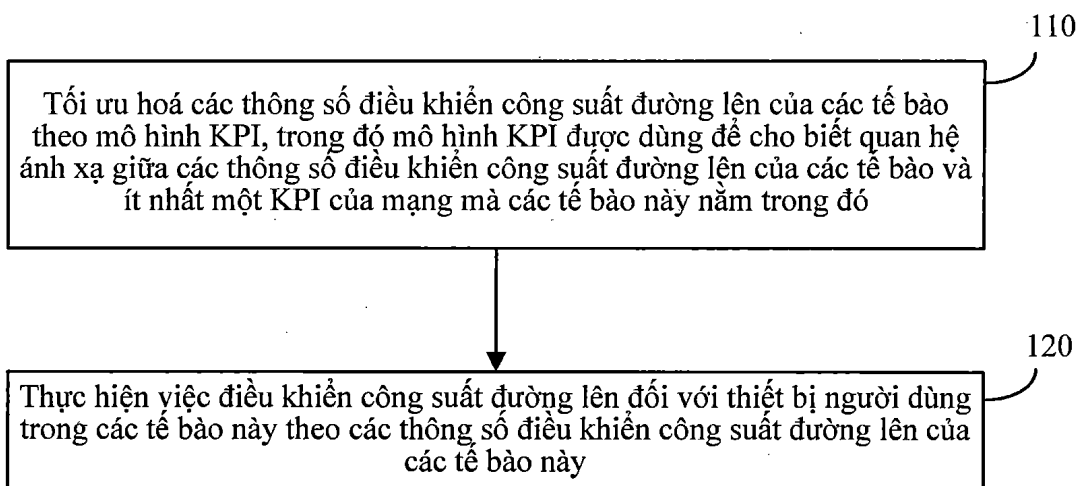 110
Tối ưu hoá các thông số điều khiển công suất đường lên của các tế bào
theo mô hình KPI, trong đó mô hình KPI được dùng để cho biết quan hệ
ánh xạ giữa các thông số điều khiển công suất đường lên của các tế bào và
ít nhất một KPI của mạng mà các tế bào này nằm trong đó
120
Thực hiện việc điều khiển công suất đường lên đối với thiết bị người dùng
trong các tế bào này theo các thông số điều khiển công suất đường lên của
các tế bào này